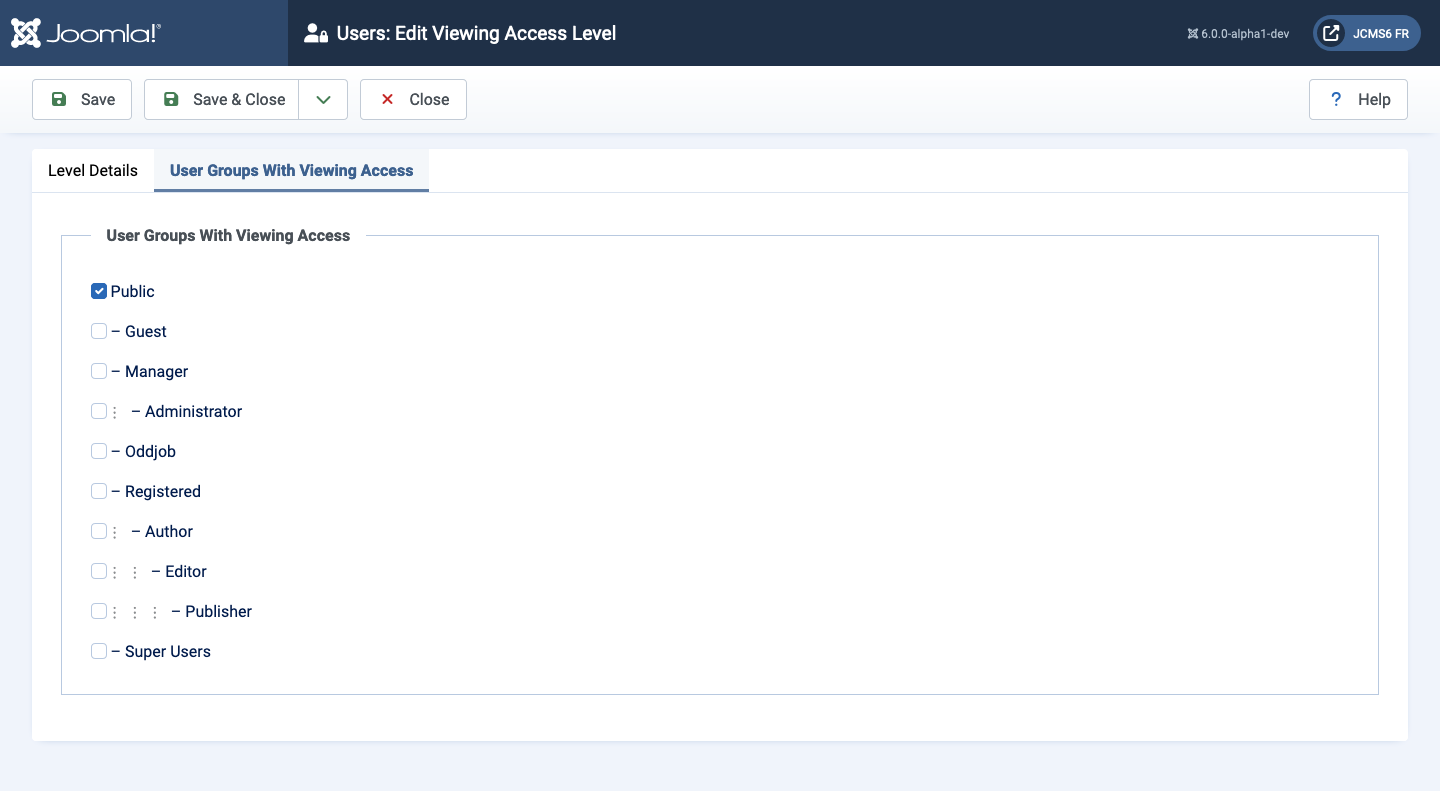 Joomla!® Users: Edit Viewing Access Level 6.0.0-alpha1-dev JCMS6 FR
Save Save & Close Close ? Help
Level Details User Groups With Viewing Access
User Groups With Viewing Access
Public
– Guest
– Manager
⋮ – Administrator
– Oddjob
– Registered
⋮ – Author
⋮ ⋮ – Editor
⋮ ⋮ ⋮ – Publisher
– Super Users